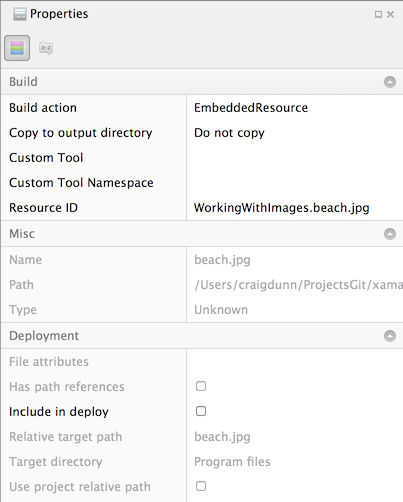 Properties
Build
Build action EmbeddedResource
Copy to output directory Do not copy
Custom Tool
Custom Tool Namespace
Resource ID WorkingWithImages.beach.jpg
Misc
Name beach.jpg
Path /Users/craigdunn/ProjectsGit/xama
Type Unknown
Deployment
File attributes
Has path references
Include in deploy
Relative target path beach.jpg
Target directory Program files
Use project relative path